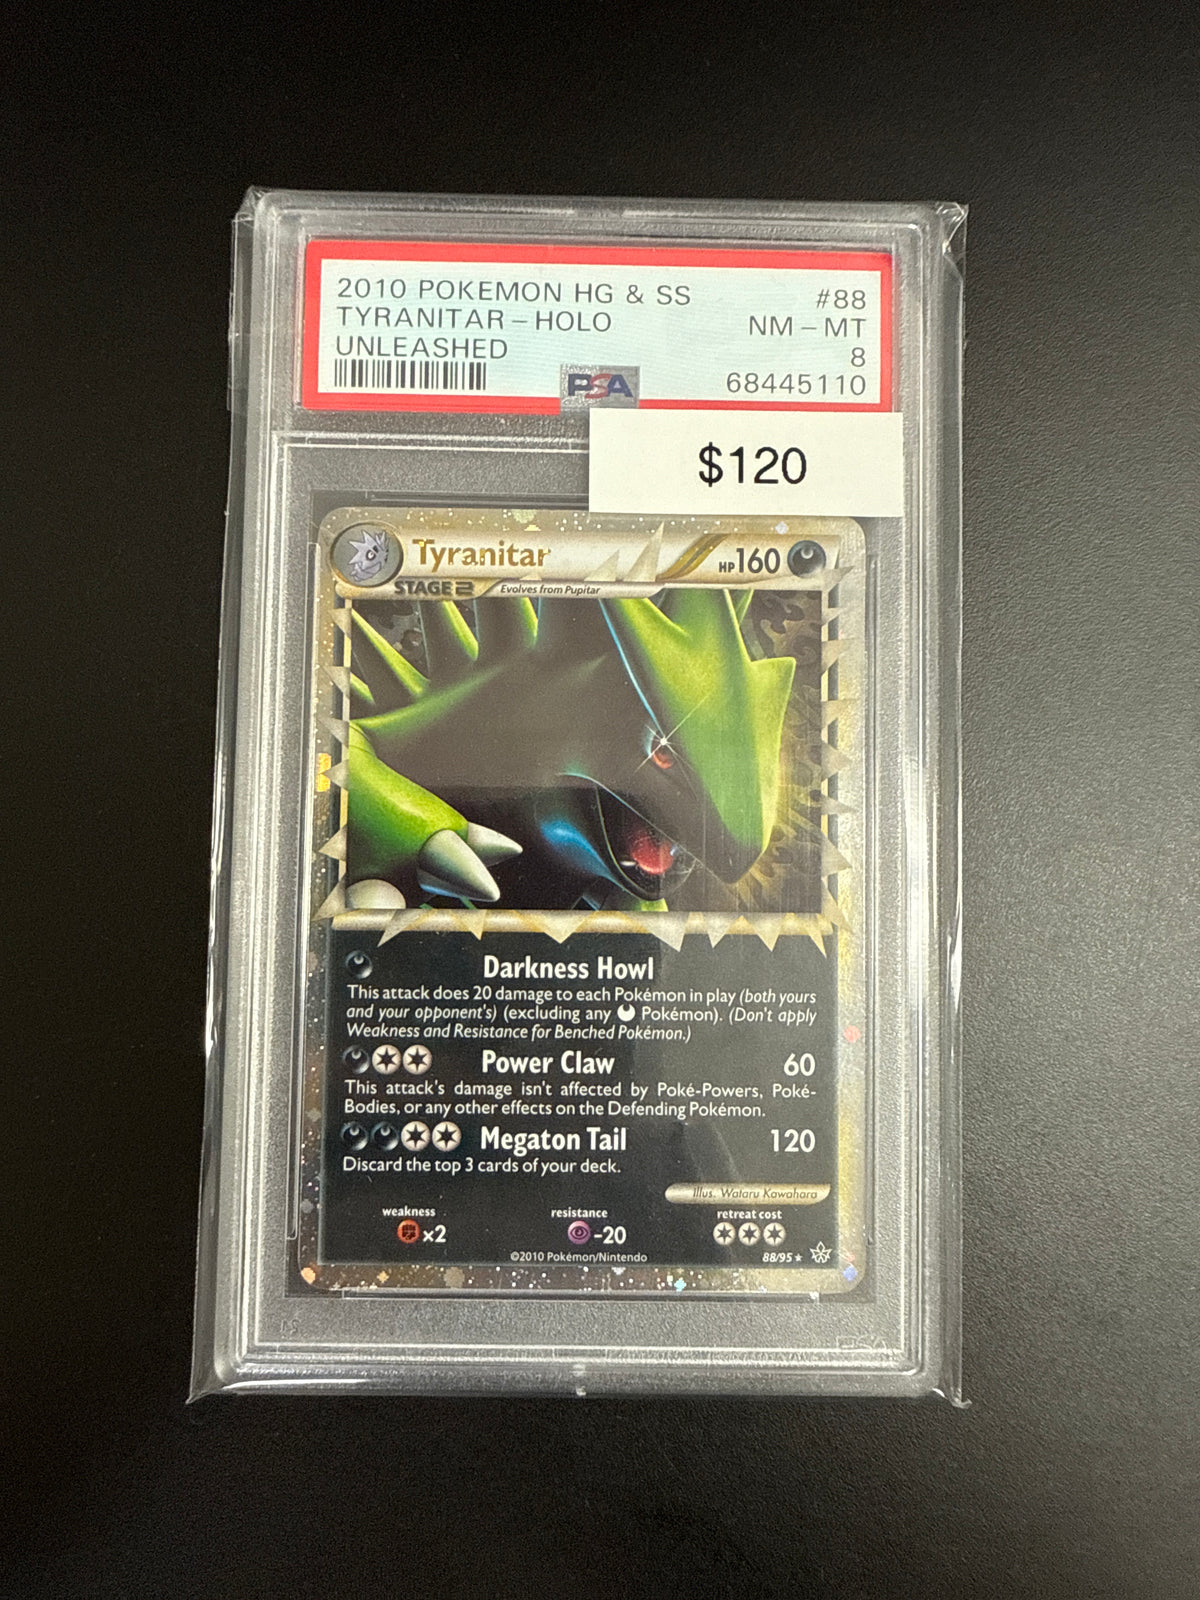 2010 POKEMON HG & SS #88
TYRANITAR - HOLO NM - MT
UNLEASHED 8
PSA 68445110
$120
Tyranitar HP160
STAGE 2 Evolves from Pupitar
Darkness Howl
This attack does 20 damage to each Pokémon in play (both yours
and your opponent's) (excluding any Pokémon). (Don't apply
Weakness and Resistance for Benched Pokémon.)
Power Claw 60
This attack's damage isn't affected by Poké-Powers, Poké-
Bodies, or any other effects on the Defending Pokémon.
Megaton Tail 120
Discard the top 3 cards of your deck.
Illus. Wataru Kawahara
weakness resistance retreat cost
×2 -20
©2010 Pokémon/Nintendo 88/95 ★